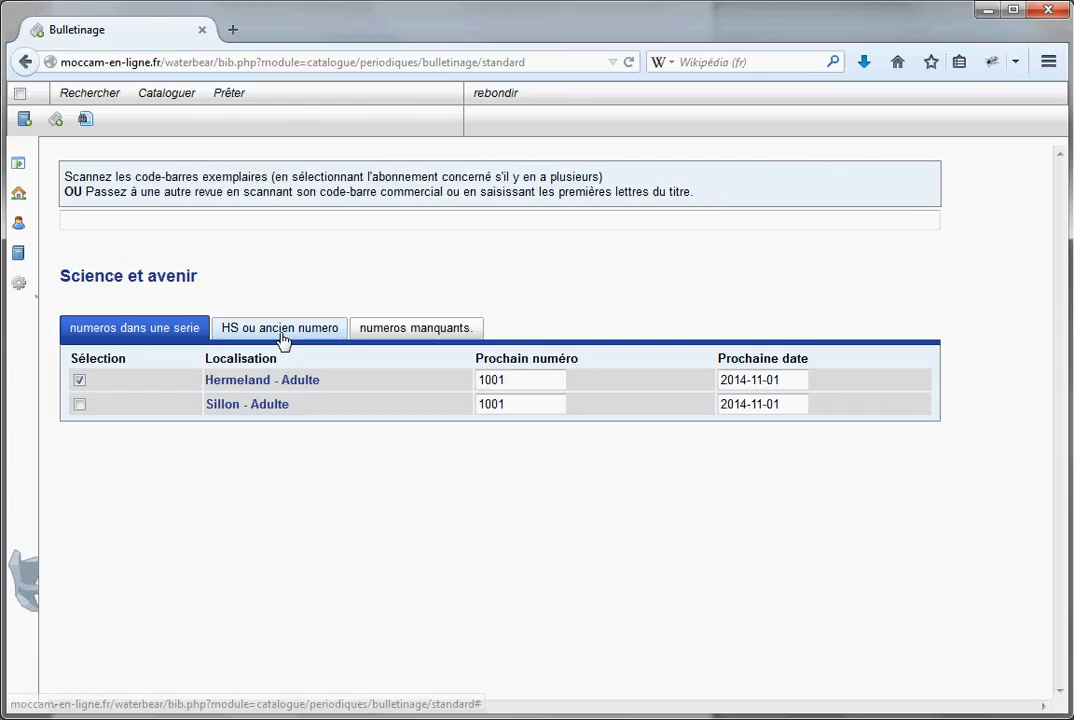 Bulletinage
moccam-en-ligne.fr/waterbear/bib.php?module=catalogue/periodiques/bulletinage/standard
Wikipédia (fr)
Rechercher Cataloguer Prêter rebondir
Scannez les code-barres exemplaires (en sélectionnant l'abonnement concerné s'il y en a plusieurs)
OU Passez à une autre revue en scannant son code-barre commercial ou en saisissant les premières lettres du titre.
Science et avenir
numeros dans une serie HS ou ancien numero numeros manquants.
Sélection Localisation Prochain numéro Prochaine date
Hermeland - Adulte 1001 2014-11-01
Sillon - Adulte 1001 2014-11-01
moccam-en-ligne.fr/waterbear/bib.php?module=catalogue/periodiques/bulletinage/standard#